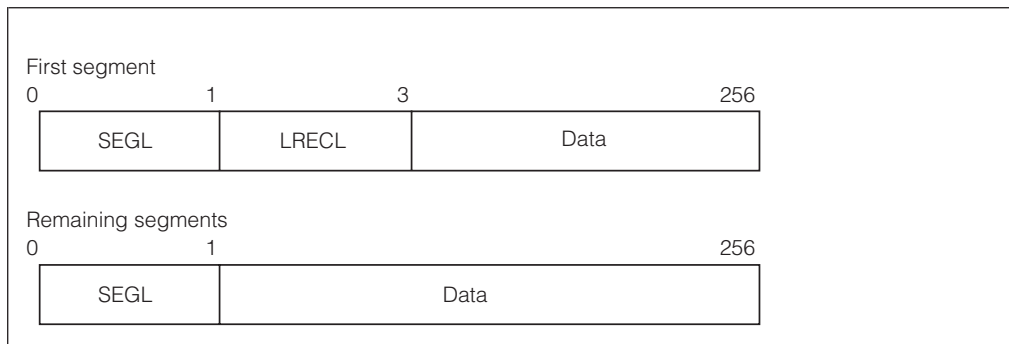 First segment
0 1 3 256
SEGL LRECL Data
Remaining segments
0 1 256
SEGL Data